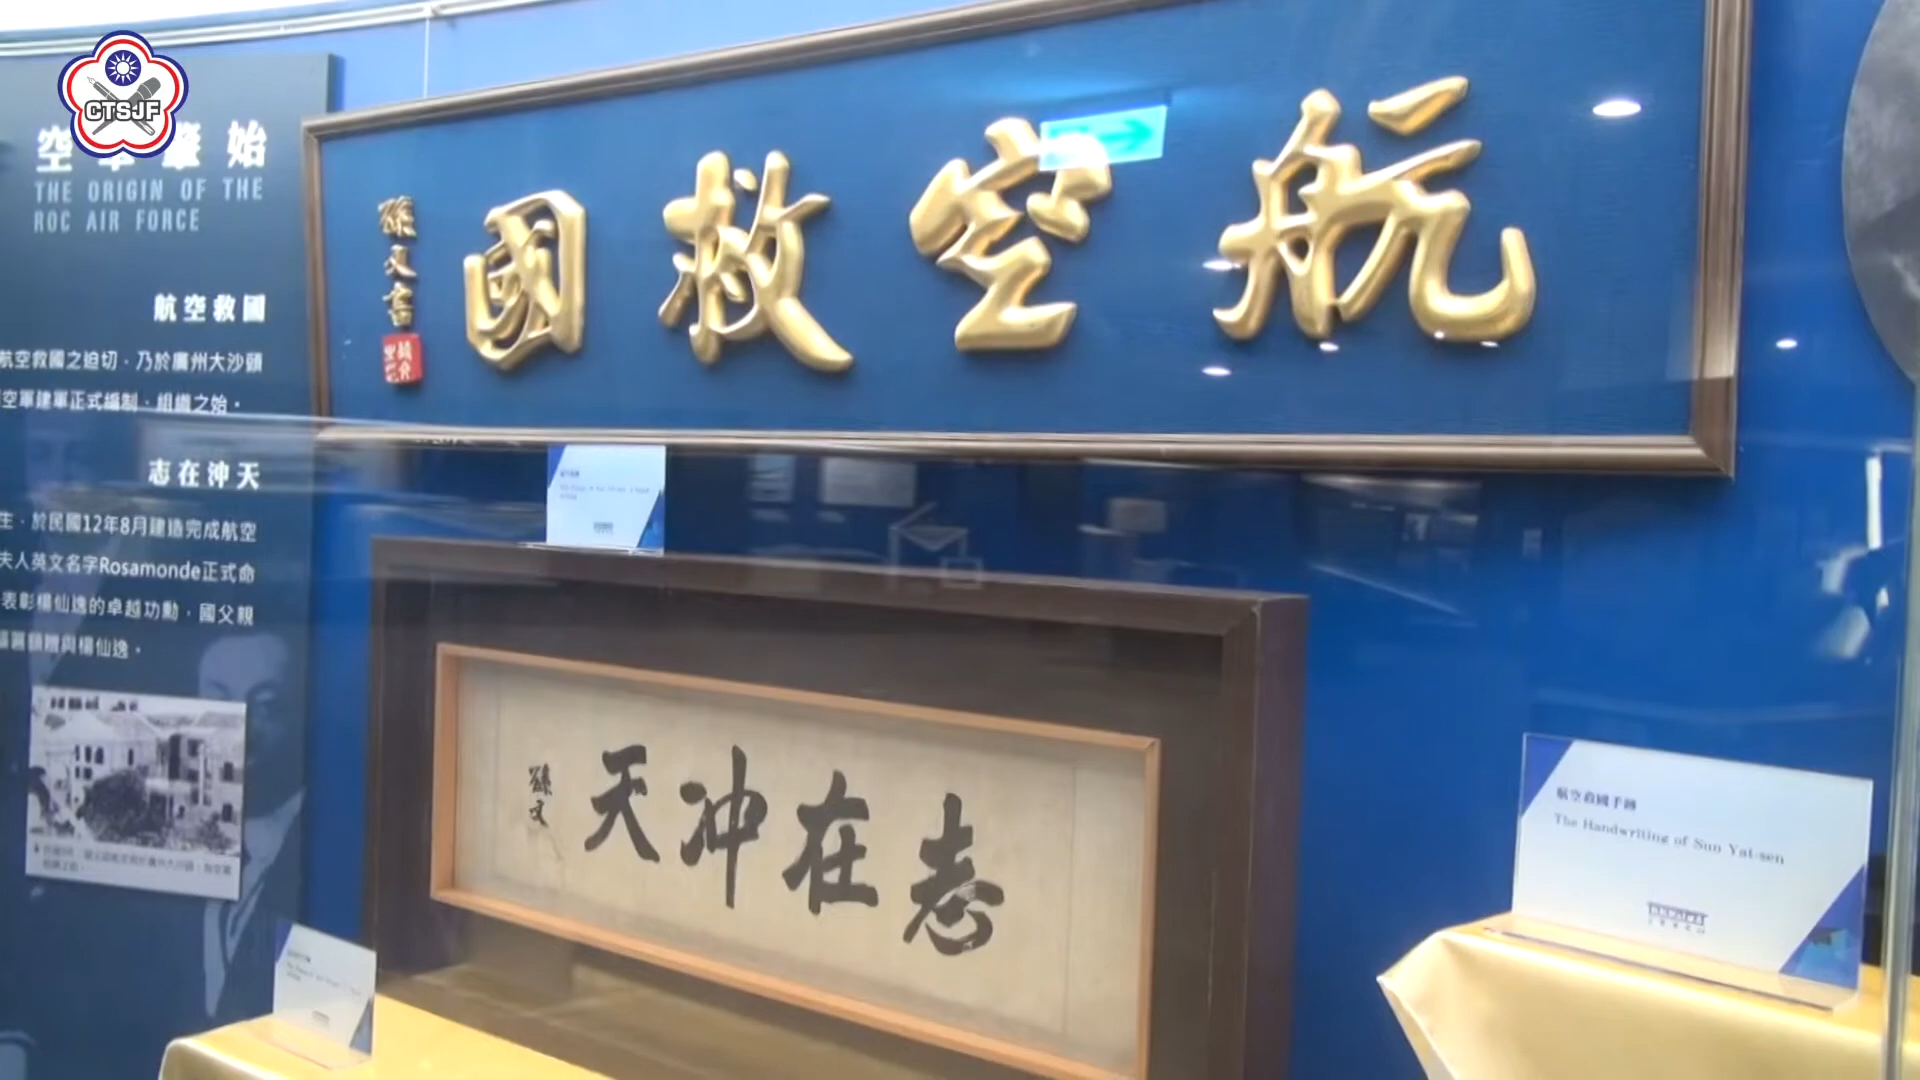 CTSJF
始
空
THE ORIGIN OF THE
ROC AIR FORCE
航空救國
航空救國之迫切，乃於廣州大沙頭
空軍建軍正式編制、組織之始。
志在沖天
生，於民國12年8月建造完成航空
夫人英文名字Rosamonde正式命
表彰楊仙逸的卓越功勳，國父親
匾額贈與楊仙逸。
航空救國
孫文書
志在沖天
孫文
航空救國手跡
The Handwriting of Sun Yat-sen